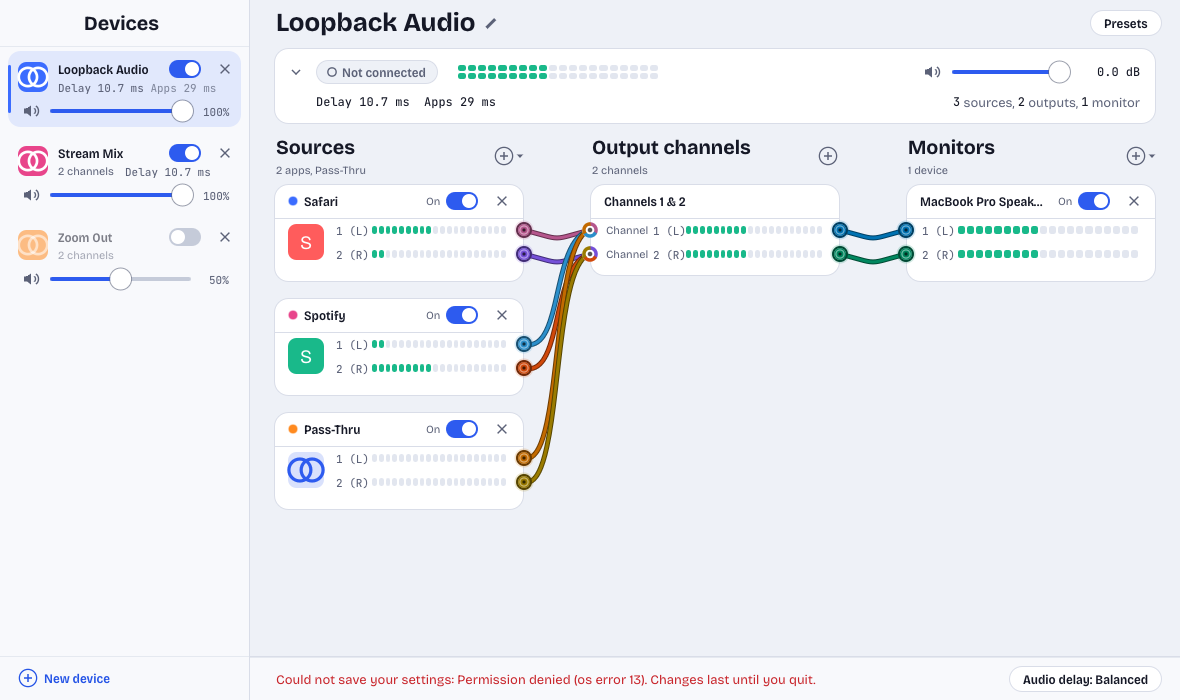 Devices
Loopback Audio
Delay 10.7 ms Apps 29 ms
100%
Stream Mix
2 channels Delay 10.7 ms
100%
Zoom Out
2 channels
50%
New device
Loopback Audio
Presets
Not connected
0.0 dB
Delay 10.7 ms Apps 29 ms
3 sources, 2 outputs, 1 monitor
Sources
2 apps, Pass-Thru
Safari On
S
1 (L)
2 (R)
Spotify On
S
1 (L)
2 (R)
Pass-Thru On
1 (L)
2 (R)
Output channels
2 channels
Channels 1 & 2
Channel 1 (L)
Channel 2 (R)
Monitors
1 device
MacBook Pro Speak... On
1 (L)
2 (R)
Could not save your settings: Permission denied (os error 13). Changes last until you quit.
Audio delay: Balanced